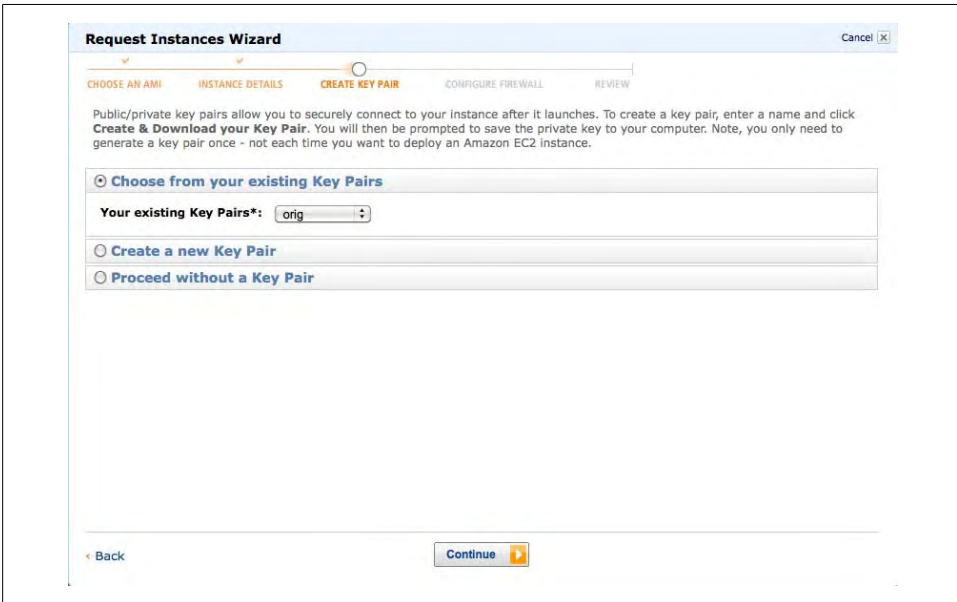 Request Instances Wizard
Cancel
CHOOSE AN AMI INSTANCE DETAILS CREATE KEY PAIR CONFIGURE FIREWALL REVIEW
Public/private key pairs allow you to securely connect to your instance after it launches. To create a key pair, enter a name and click
Create & Download your Key Pair. You will then be prompted to save the private key to your computer. Note, you only need to
generate a key pair once - not each time you want to deploy an Amazon EC2 instance.
Choose from your existing Key Pairs
Your existing Key Pairs*: orig
Create a new Key Pair
Proceed without a Key Pair
Back
Continue